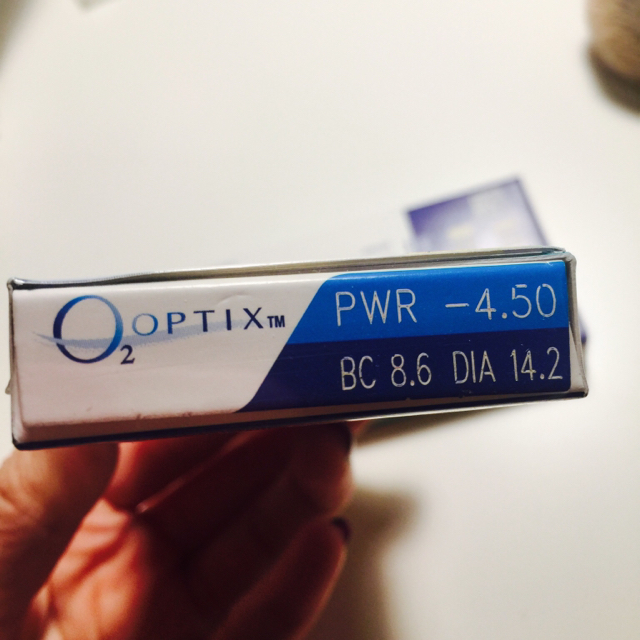 O2OPTIX™
PWR -4.50
BC 8.6 DIA 14.2